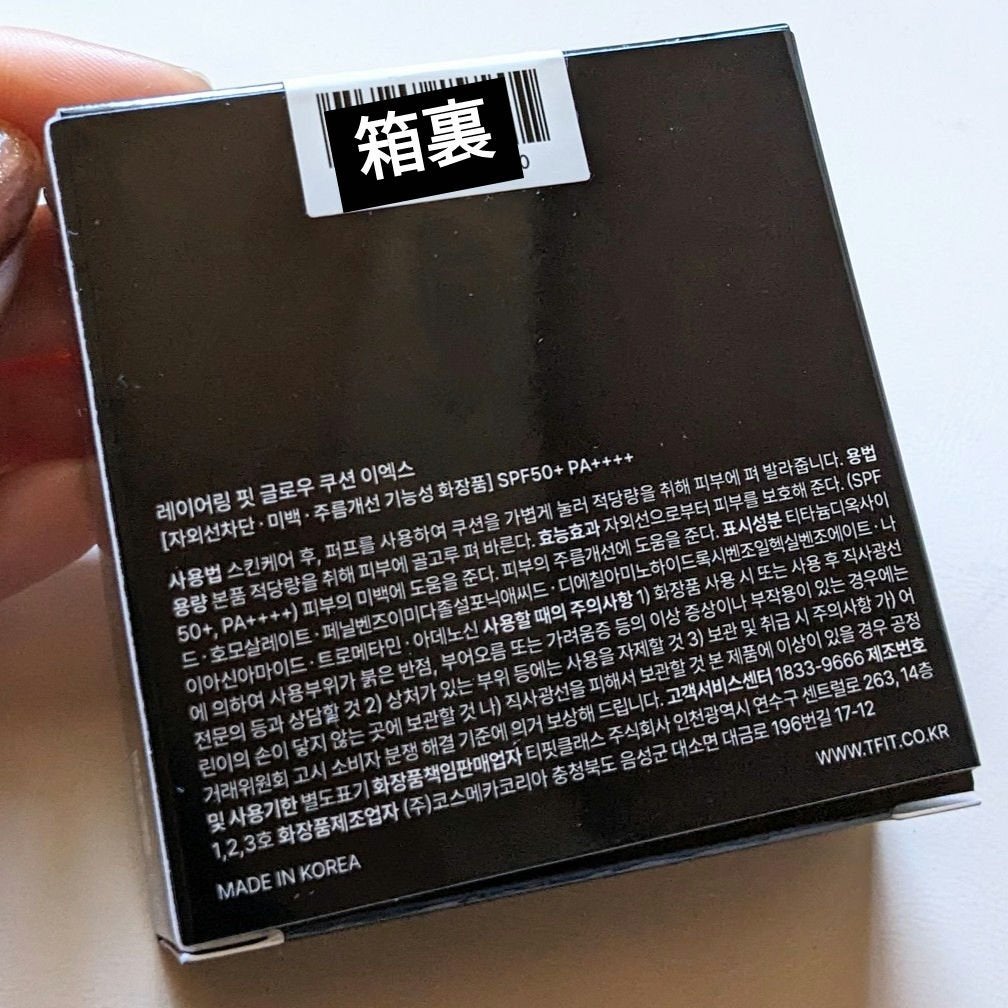 箱裏
0
레이어링 핏 글로우 쿠션 이엑스
[자외선차단·미백·주름개선 기능성 화장품] SPF50+ PA++++
사용법 스킨케어 후, 퍼프를 사용하여 쿠션을 가볍게 눌러 적당량을 취해 피부에 펴 발라줍니다. 용법
용량 본품 적당량을 취해 피부에 골고루 펴 바른다. 효능효과 자외선으로부터 피부를 보호해 준다. (SPF
50+, PA++++) 피부의 미백에 도움을 준다. 피부의 주름개선에 도움을 준다. 표시성분 티타늄디옥사이
드·호모살레이트·페닐벤즈이미다졸설포닉애씨드·디에칠아미노하이드록시벤조일헥실벤조에이트·나
이아신아마이드·트로메타민·아데노신 사용할 때의 주의사항 1) 화장품 사용 시 또는 사용 후 직사광선
에 의하여 사용부위가 붉은 반점, 부어오름 또는 가려움증 등의 이상 증상이나 부작용이 있는 경우에는
전문의 등과 상담할 것 2) 상처가 있는 부위 등에는 사용을 자제할 것 3) 보관 및 취급 시 주의사항 가) 어
린이의 손이 닿지 않는 곳에 보관할 것 나) 직사광선을 피해서 보관할 것 본 제품에 이상이 있을 경우 공정
거래위원회 고시 소비자 분쟁 해결 기준에 의거 보상해 드립니다. 고객서비스센터 1833-9666 제조번호
및 사용기한 별도표기 화장품책임판매업자 티핏클래스 주식회사 인천광역시 연수구 센트럴로 263, 14층
1,2,3호 화장품제조업자 (주)코스메카코리아 충청북도 음성군 대소면 대금로 196번길 17-12
WWW.TFIT.CO.KR
MADE IN KOREA